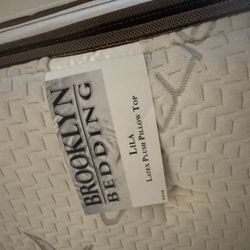 BROOKLYN
BEDDING
LILA
LATEX PLUSH PILLOW TOP